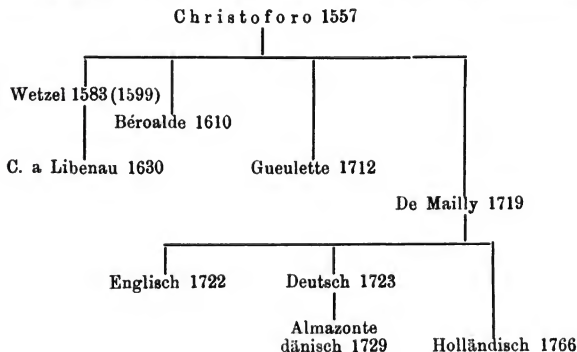 Christoforo 1557
Wetzel 1583 (1599)
Béroalde 1610
C. a Libenau 1630
Gueulette 1712
De Mailly 1719
Englisch 1722
Deutsch 1723
Almazonte
dänisch 1729
Holländisch 1766